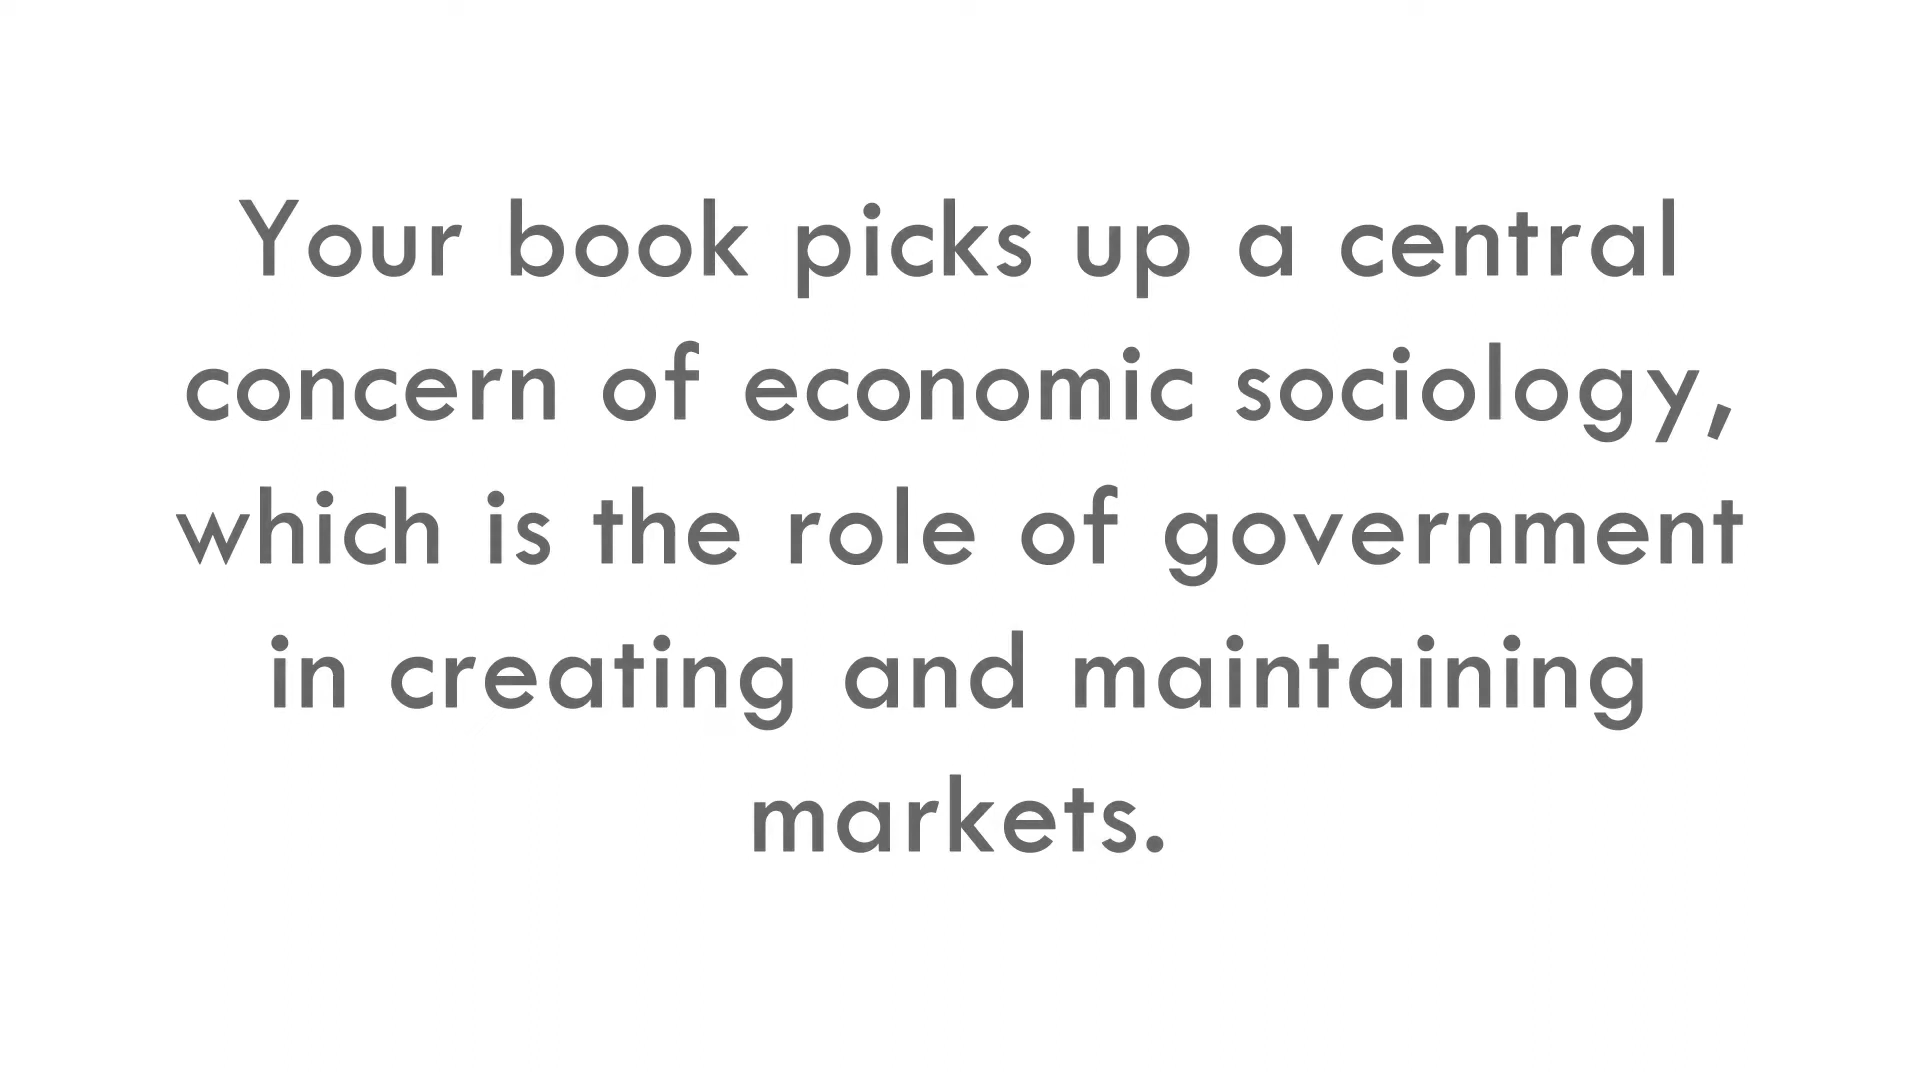 Your book picks up a central
concern of economic sociology,
which is the role of government
in creating and maintaining
markets.